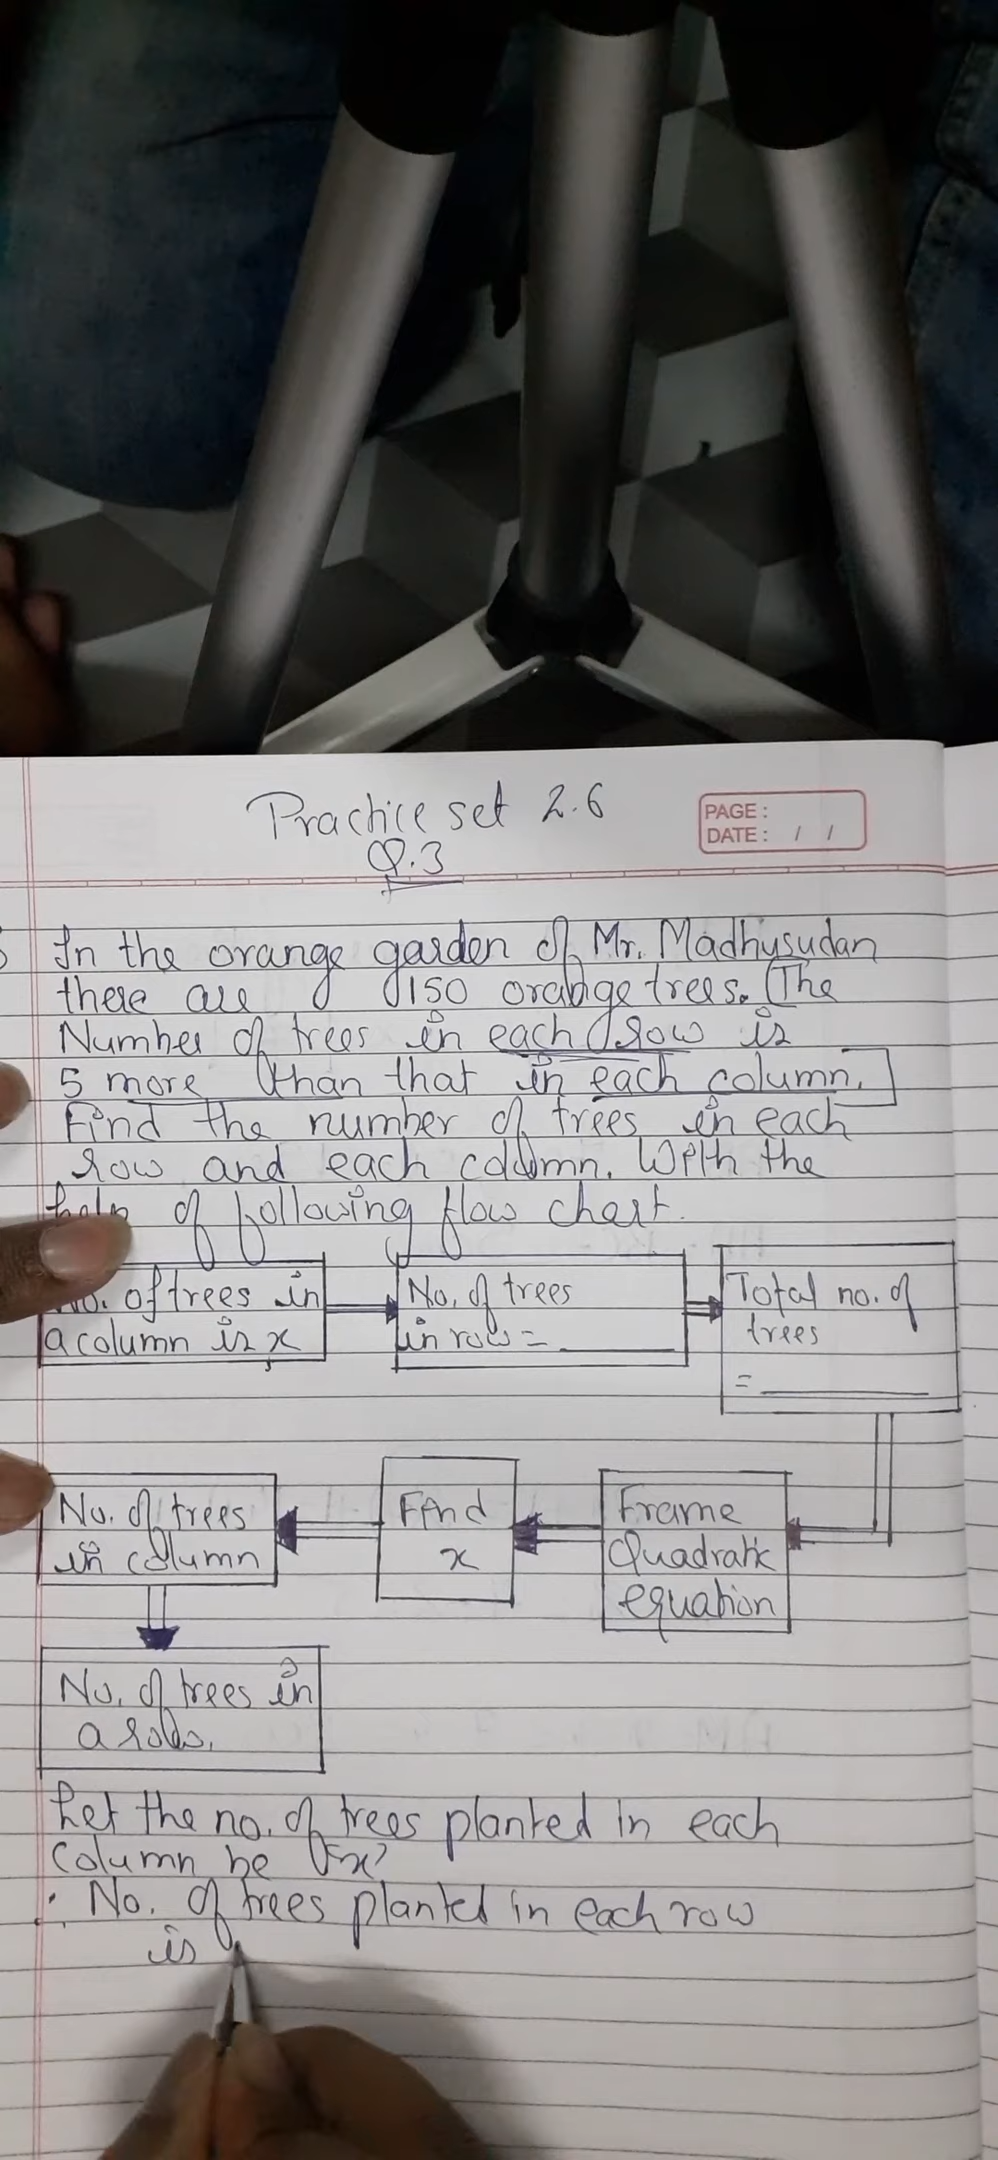 Practice set 2.6
Q.3
PAGE :
DATE : / /
In the orange garden of Mr. Madhusudan
there are 150 orange trees. The
Number of trees in each row is
5 more than that in each column.
Find the number of trees in each
row and each column. With the
help of following flow chart.
No. of trees in
a column is x
No. of trees
in row = ________
Total no. of
trees
= ________
Frame
Quadratic
equation
Find
x
No. of trees
in column
No. of trees in
a row.
Let the no. of trees planted in each
column be 'x'
∴ No. of trees planted in each row
is